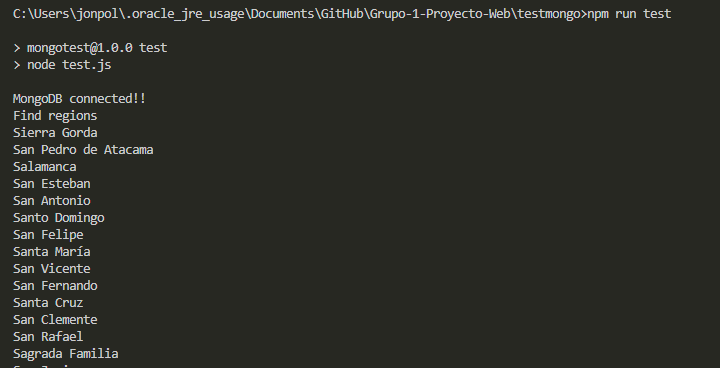 C:\Users\jonpol\.oracle_jre_usage\Documents\GitHub\Grupo-1-Proyecto-Web\testmongo>npm run test
> mongotest@1.0.0 test
> node test.js
MongoDB connected!!
Find regions
Sierra Gorda
San Pedro de Atacama
Salamanca
San Esteban
San Antonio
Santo Domingo
San Felipe
Santa María
San Vicente
San Fernando
Santa Cruz
San Clemente
San Rafael
Sagrada Familia